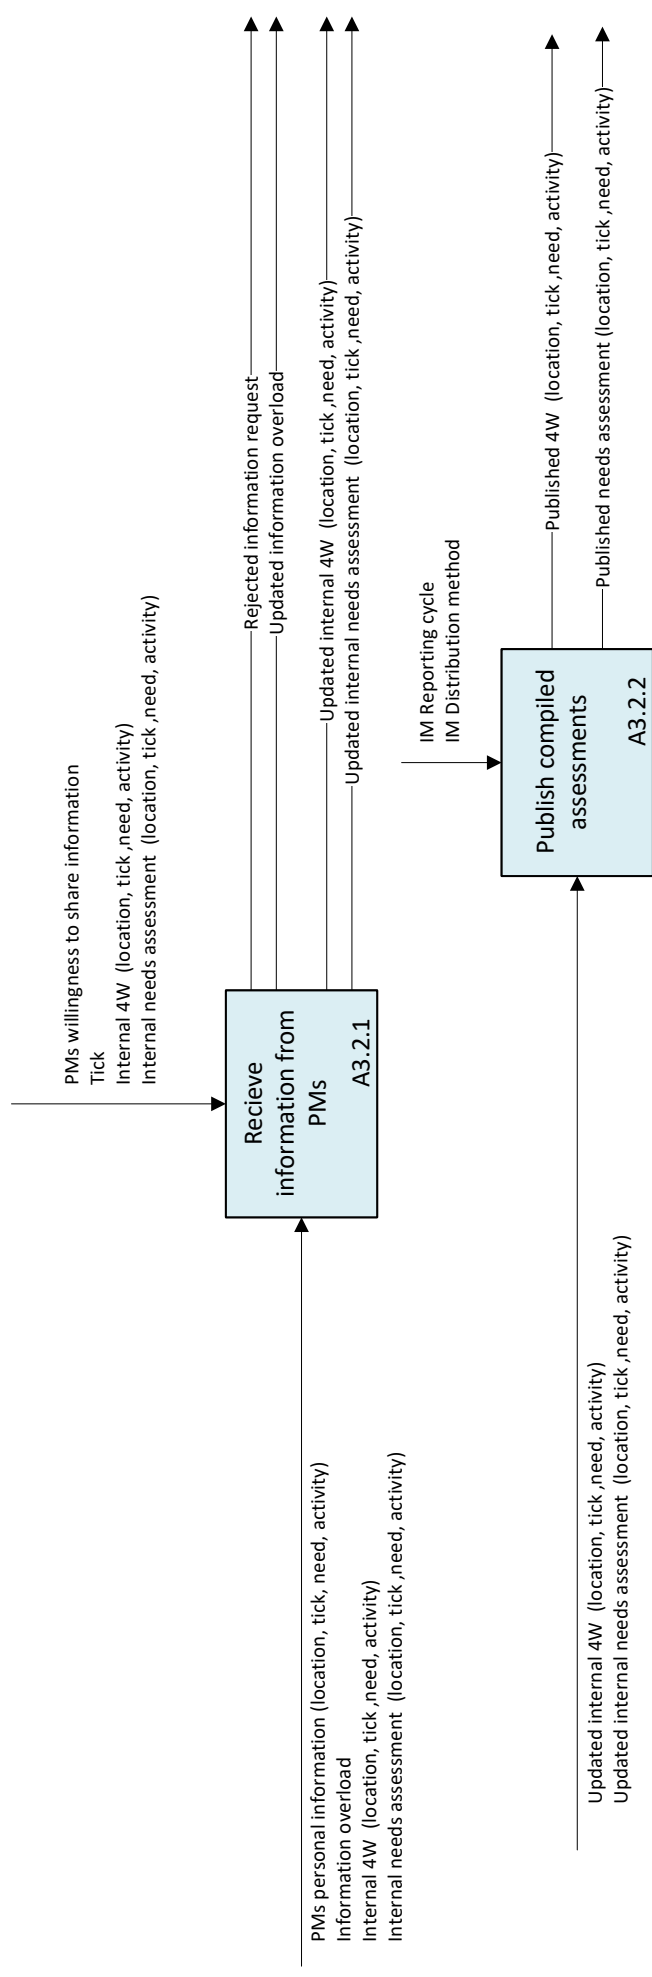 PMs willingness to share information
Tick
Internal 4W  (location, tick ,need, activity)
Internal needs assessment  (location, tick ,need, activity)
PMs personal information (location, tick, need, activity)
Information overload
Internal 4W  (location, tick ,need, activity)
Internal needs assessment  (location, tick ,need, activity)
Recieve
information from
PMs
A3.2.1
Rejected information request
Updated information overload
Updated internal 4W  (location, tick ,need, activity)
Updated internal needs assessment  (location, tick ,need, activity)
IM Reporting cycle
IM Distribution method
Updated internal 4W  (location, tick ,need, activity)
Updated internal needs assessment  (location, tick ,need, activity)
Publish compiled
assessments
A3.2.2
Published 4W  (location, tick ,need, activity)
Published needs assessment (location, tick ,need, activity)